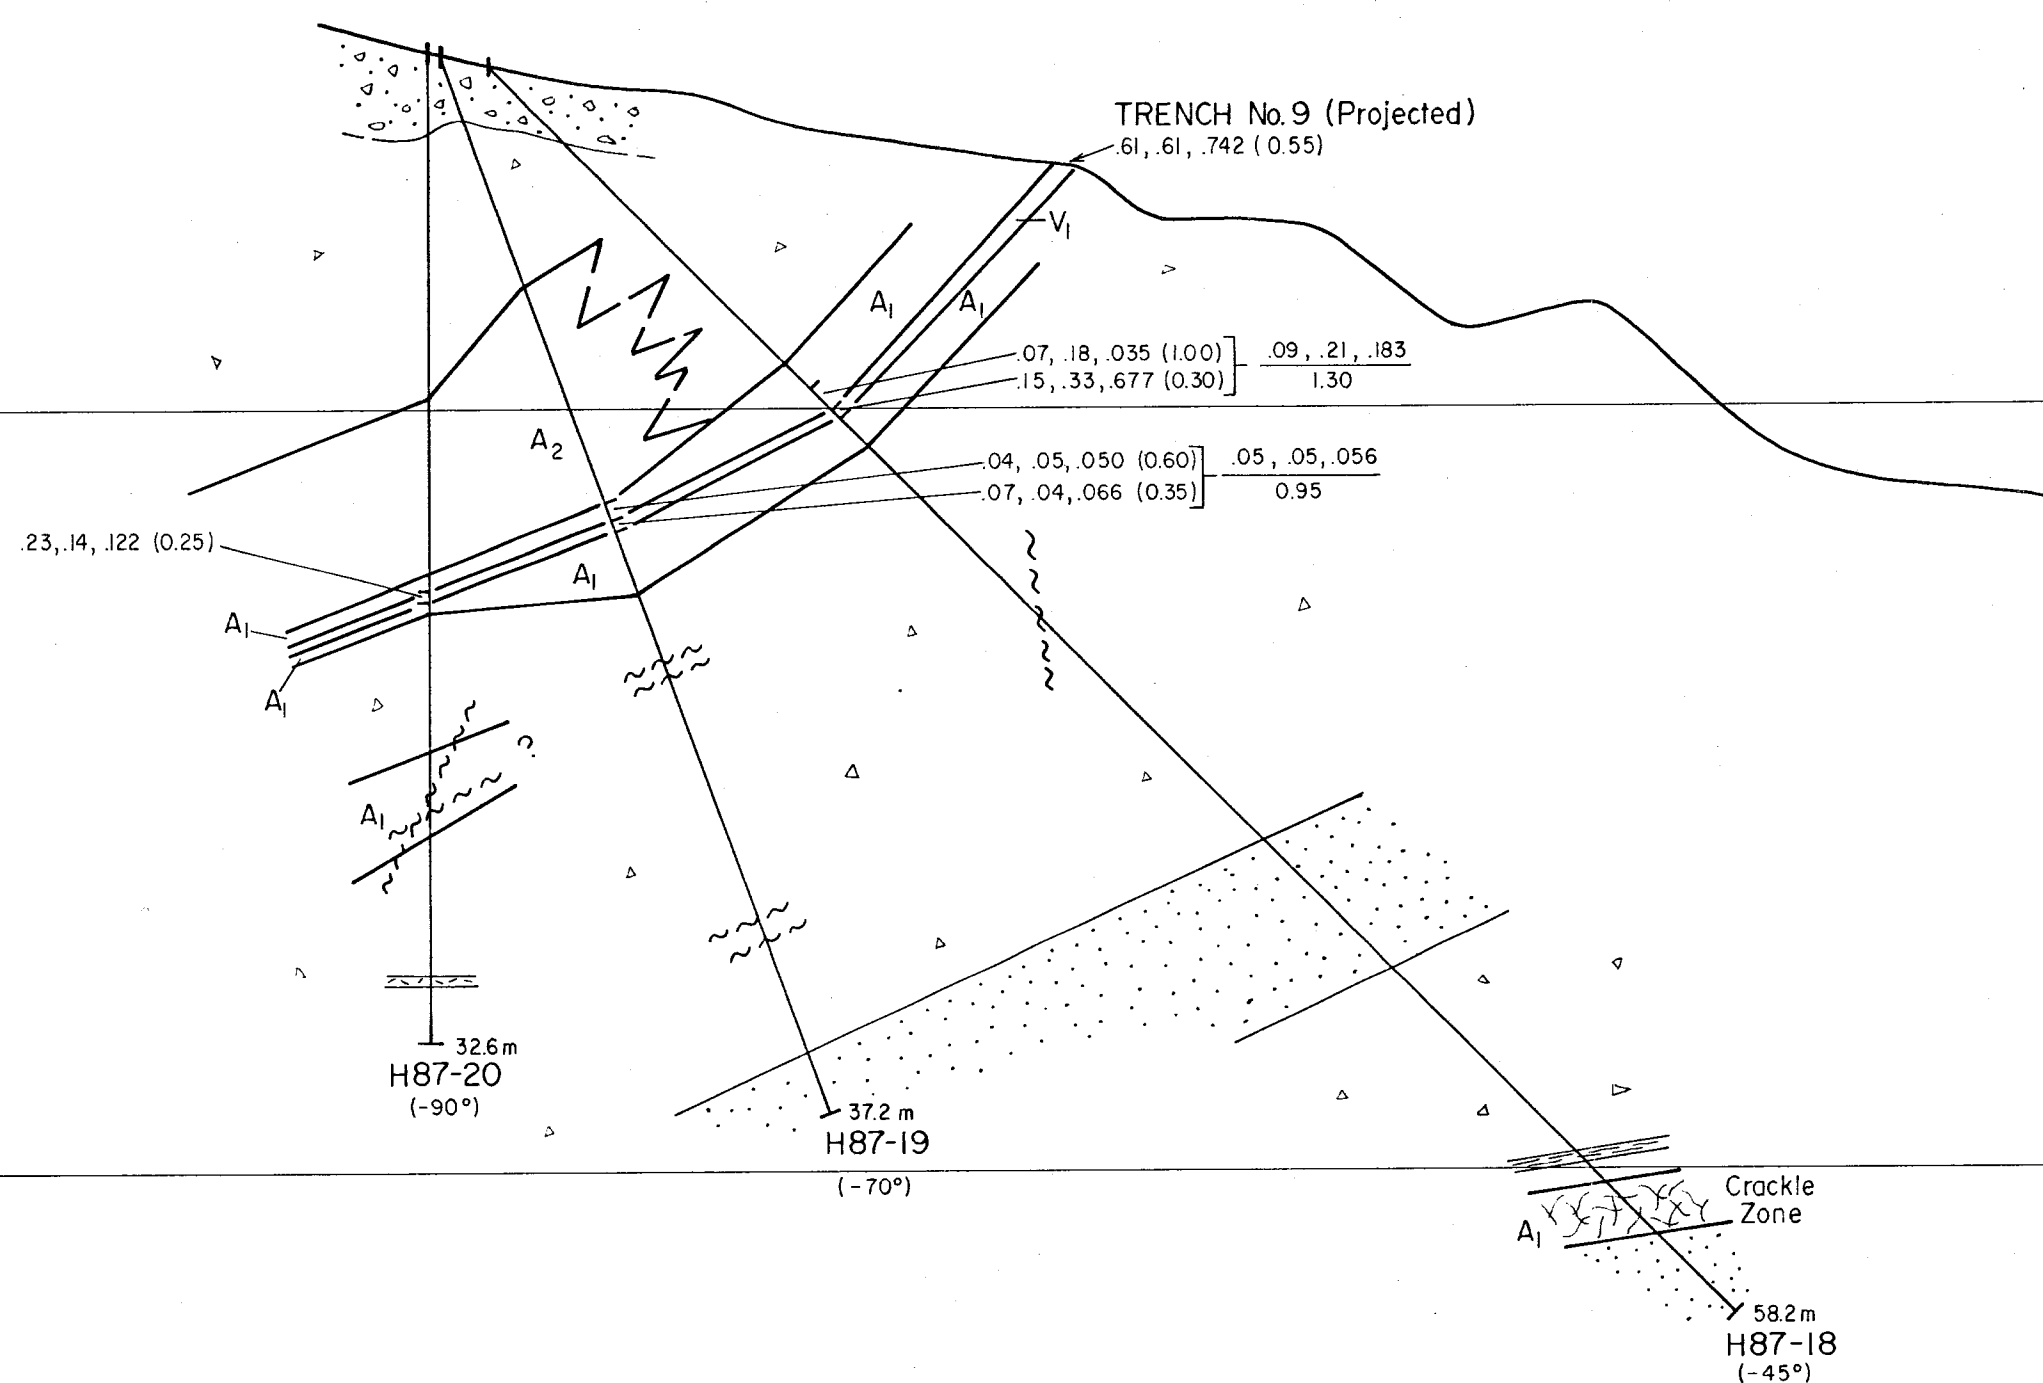 TRENCH No. 9 (Projected)
.61, .61, .742 (0.55)
V1
A1
A1
.07, .18, .035 (1.00)
.15, .33, .677 (0.30)
.09, .21, .183
1.30
A2
.04, .05, .050 (0.60)
.07, .04, .066 (0.35)
.05, .05, .056
0.95
.23, .14, .122 (0.25)
A1
A1
A1
?
A1
32.6 m
H87-20
(-90°)
37.2 m
H87-19
(-70°)
Crackle
Zone
A1
58.2 m
H87-18
(-45°)